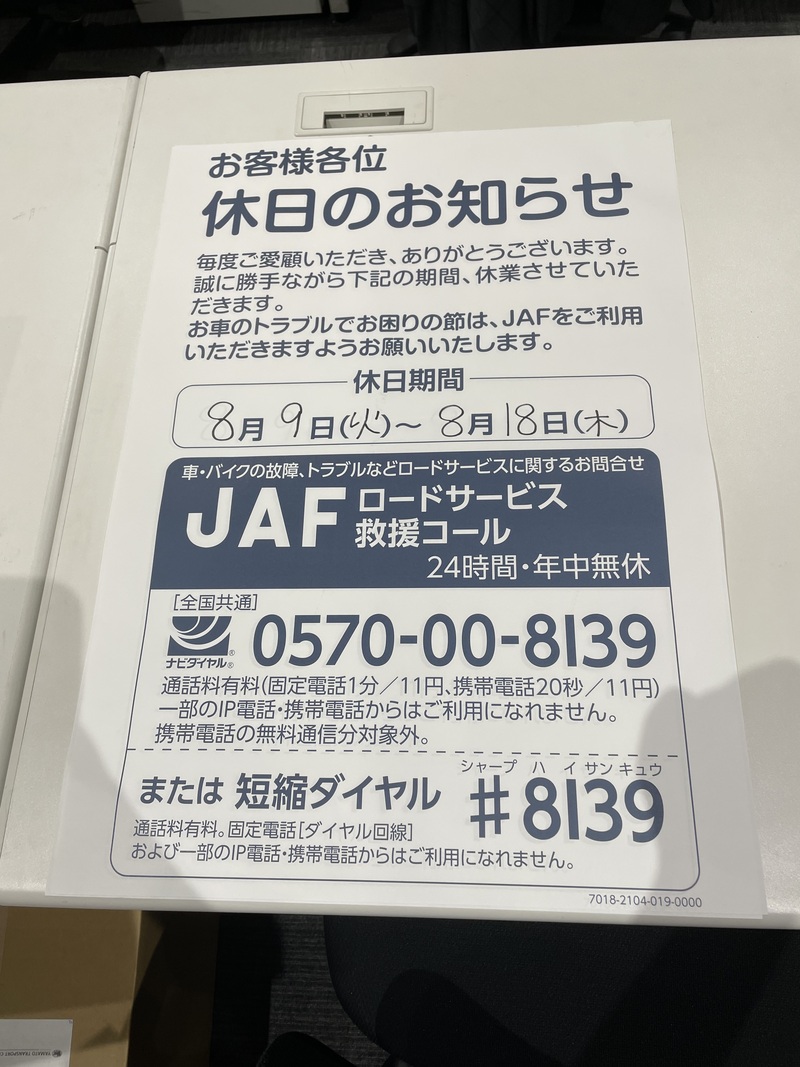 お客様各位
休日のお知らせ
毎度ご愛顧いただき、ありがとうございます。
誠に勝手ながら下記の期間、休業させていた
だきます。
お車のトラブルでお困りの節は、JAFをご利用
いただきますようお願いいたします。
休日期間
8月9日(火)～8月18日(木)
車・バイクの故障、トラブルなどロードサービスに関するお問合せ
JAF ロードサービス
救援コール
24時間・年中無休
[全国共通]
ナビダイヤル® 0570-00-8139
通話料有料(固定電話1分／11円、携帯電話20秒／11円)
一部のIP電話・携帯電話からはご利用になれません。
携帯電話の無料通信分対象外。
シャープ ハ イ サン キュウ
または 短縮ダイヤル #8139
通話料有料。固定電話[ダイヤル回線]
および一部のIP電話・携帯電話からはご利用になれません。
7018-2104-019-0000
YAMATO TRANSPORT